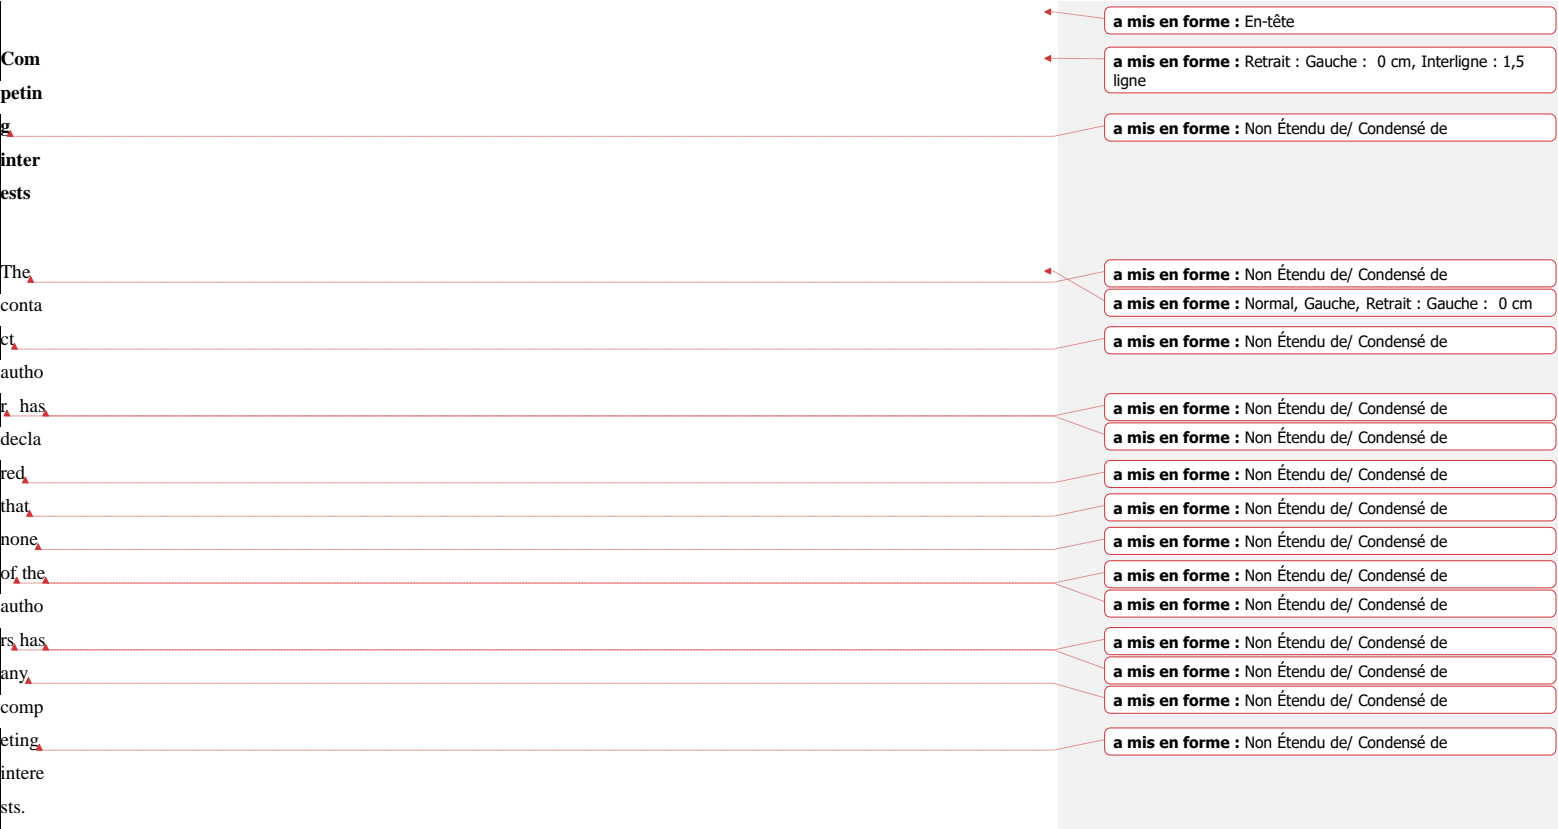 Com
petin
g
inter
ests
The
conta
ct
autho
r has
decla
red
that
none
of the
autho
rs has
any
comp
eting
intere
sts.
a mis en forme : En-tête
a mis en forme : Retrait : Gauche : 0 cm, Interligne : 1,5
ligne
a mis en forme : Non Étendu de/ Condensé de
a mis en forme : Non Étendu de/ Condensé de
a mis en forme : Normal, Gauche, Retrait : Gauche : 0 cm
a mis en forme : Non Étendu de/ Condensé de
a mis en forme : Non Étendu de/ Condensé de
a mis en forme : Non Étendu de/ Condensé de
a mis en forme : Non Étendu de/ Condensé de
a mis en forme : Non Étendu de/ Condensé de
a mis en forme : Non Étendu de/ Condensé de
a mis en forme : Non Étendu de/ Condensé de
a mis en forme : Non Étendu de/ Condensé de
a mis en forme : Non Étendu de/ Condensé de
a mis en forme : Non Étendu de/ Condensé de
a mis en forme : Non Étendu de/ Condensé de
a mis en forme : Non Étendu de/ Condensé de